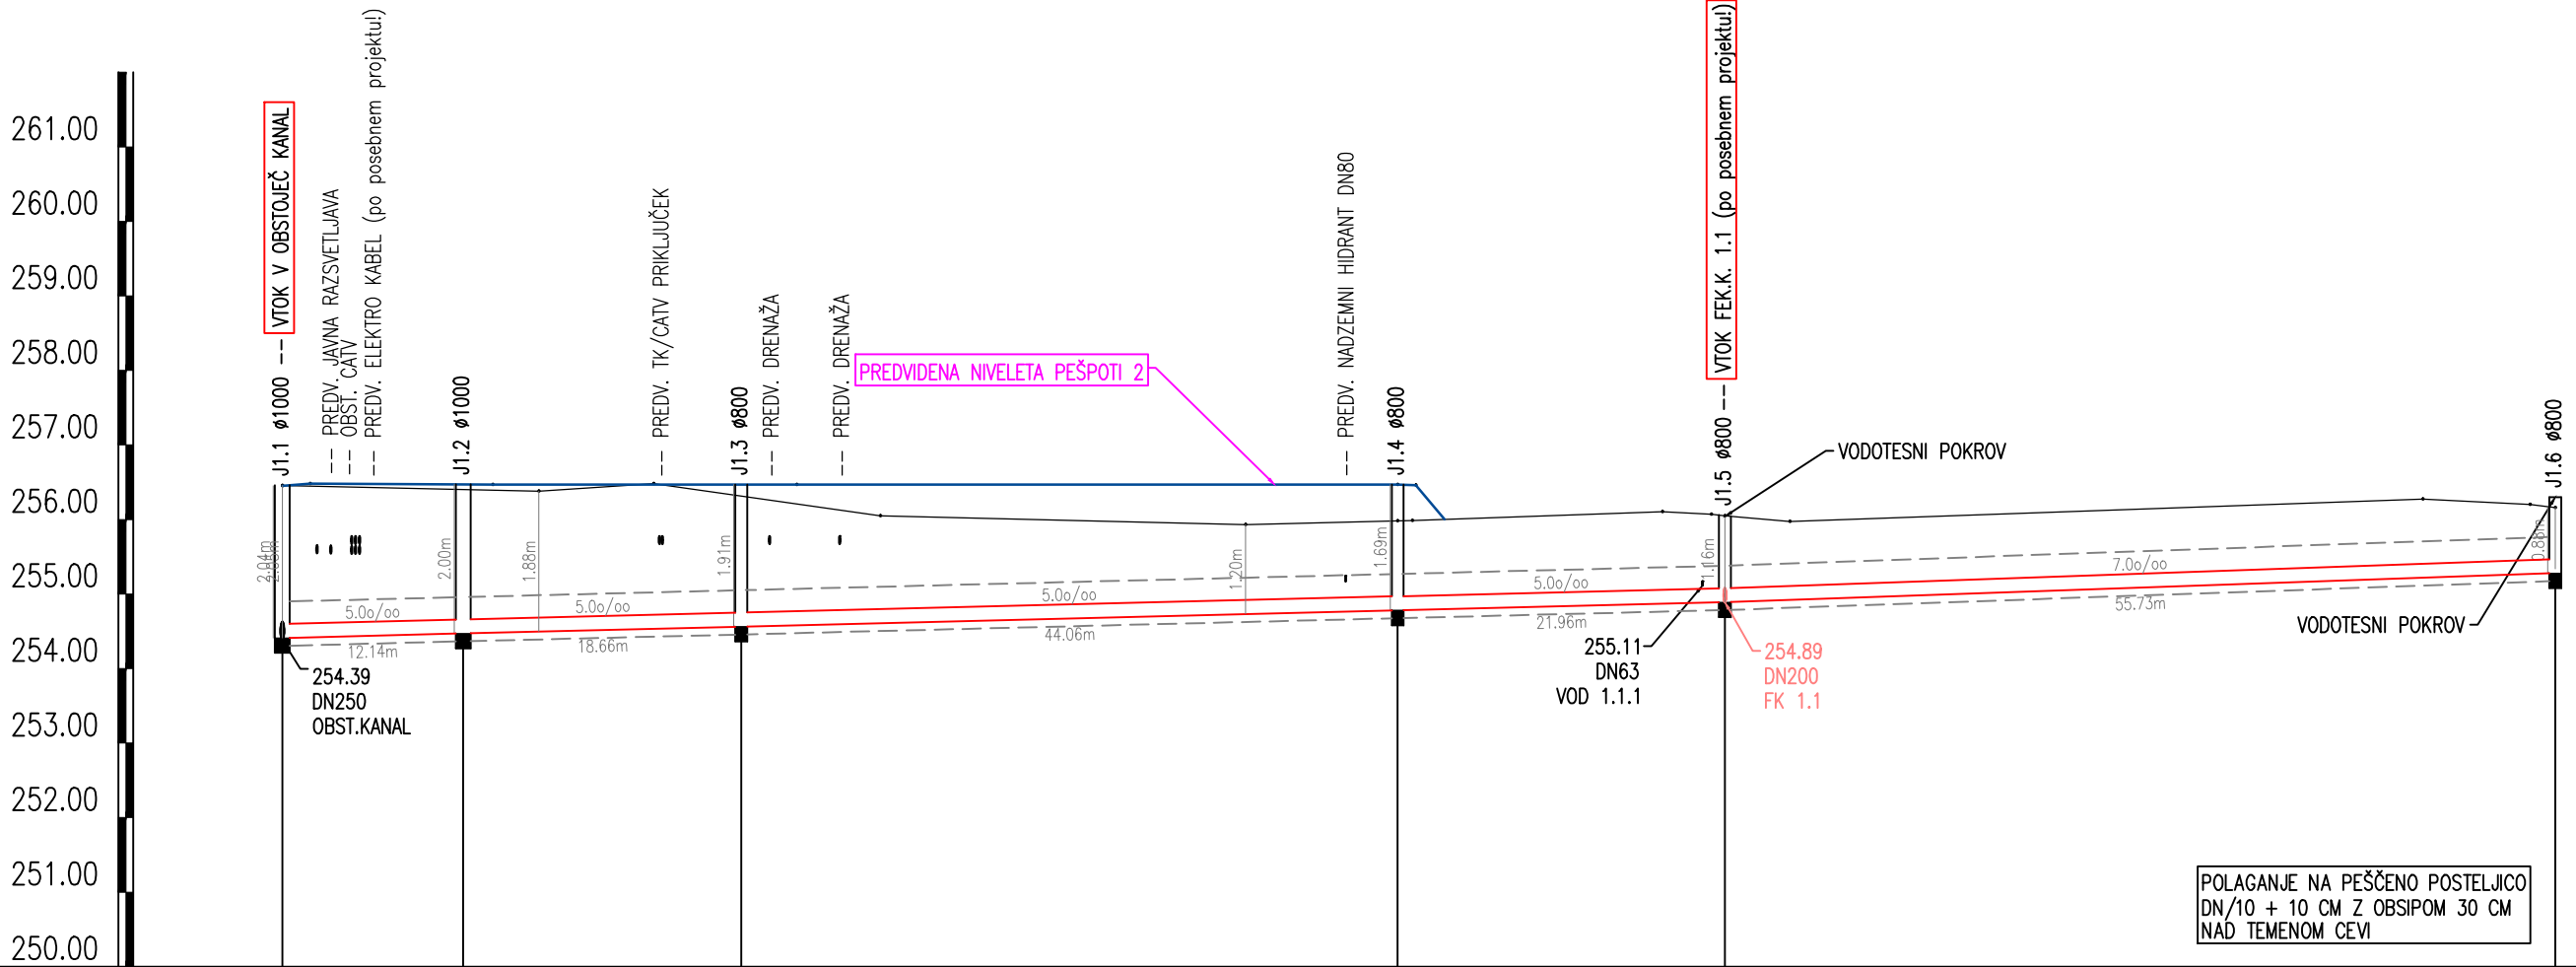 261.00
260.00
259.00
258.00
257.00
256.00
255.00
254.00
253.00
252.00
251.00
250.00
J1.1 ø1000 -- VTOK V OBSTOJEČ KANAL
-- PREDV. JAVNA RAZSVETLJAVA
-- OBST. CATV
-- PREDV. ELEKTRO KABEL (po posebnem projektu!)
J1.2 ø1000
-- PREDV. TK/CATV PRIKLJUČEK
J1.3 ø800
-- PREDV. DRENAŽA
-- PREDV. DRENAŽA
PREDVIDENA NIVELETA PEŠPOTI 2
-- PREDV. NADZEMNI HIDRANT DN80
J1.4 ø800
J1.5 ø800 -- VTOK FEK.K. 1.1 (po posebnem projektu!)
VODOTESNI POKROV
J1.6 ø800
2.04m
2.00m
1.88m
1.91m
1.20m
1.69m
1.16m
0.88m
5.0o/oo
5.0o/oo
5.0o/oo
5.0o/oo
7.0o/oo
12.14m
18.66m
44.06m
21.96m
55.73m
254.39
DN250
OBST.KANAL
255.11
DN63
VOD 1.1.1
254.89
DN200
FK 1.1
VODOTESNI POKROV
POLAGANJE NA PEŠČENO POSTELJICO
DN/10 + 10 CM Z OBSIPOM 30 CM
NAD TEMENOM CEVI